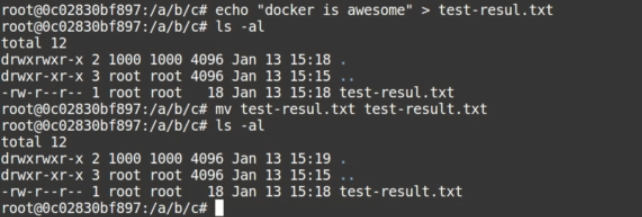 root@0c02830bf897:/a/b/c# echo "docker is awesome" > test-resul.txt
root@0c02830bf897:/a/b/c# ls -al
total 12
drwxrwxr-x 2 1000 1000 4096 Jan 13 15:18 .
drwxr-xr-x 3 root root 4096 Jan 13 15:15 ..
-rw-r--r-- 1 root root   18 Jan 13 15:18 test-resul.txt
root@0c02830bf897:/a/b/c# mv test-resul.txt test-result.txt
root@0c02830bf897:/a/b/c# ls -al
total 12
drwxrwxr-x 2 1000 1000 4096 Jan 13 15:19 .
drwxr-xr-x 3 root root 4096 Jan 13 15:15 ..
-rw-r--r-- 1 root root   18 Jan 13 15:18 test-result.txt
root@0c02830bf897:/a/b/c#